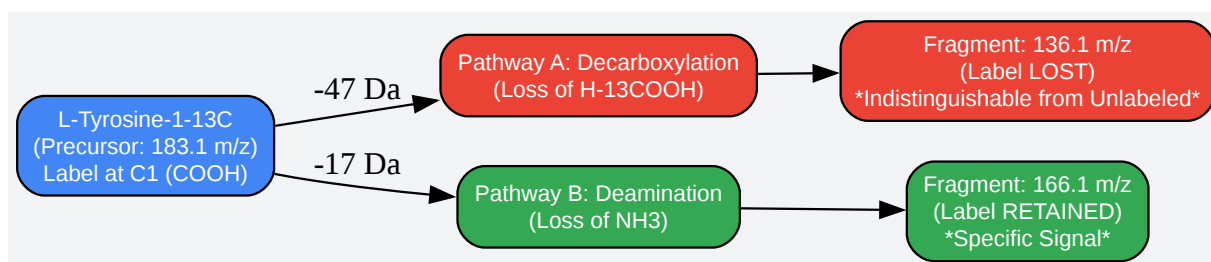 L-Tyrosine-1-13C
(Precursor: 183.1 m/z)
Label at C1 (COOH)
-47 Da
Pathway A: Decarboxylation
(Loss of H-13COOH)
Fragment: 136.1 m/z
(Label LOST)
*Indistinguishable from Unlabeled*
-17 Da
Pathway B: Deamination
(Loss of NH3)
Fragment: 166.1 m/z
(Label RETAINED)
*Specific Signal*